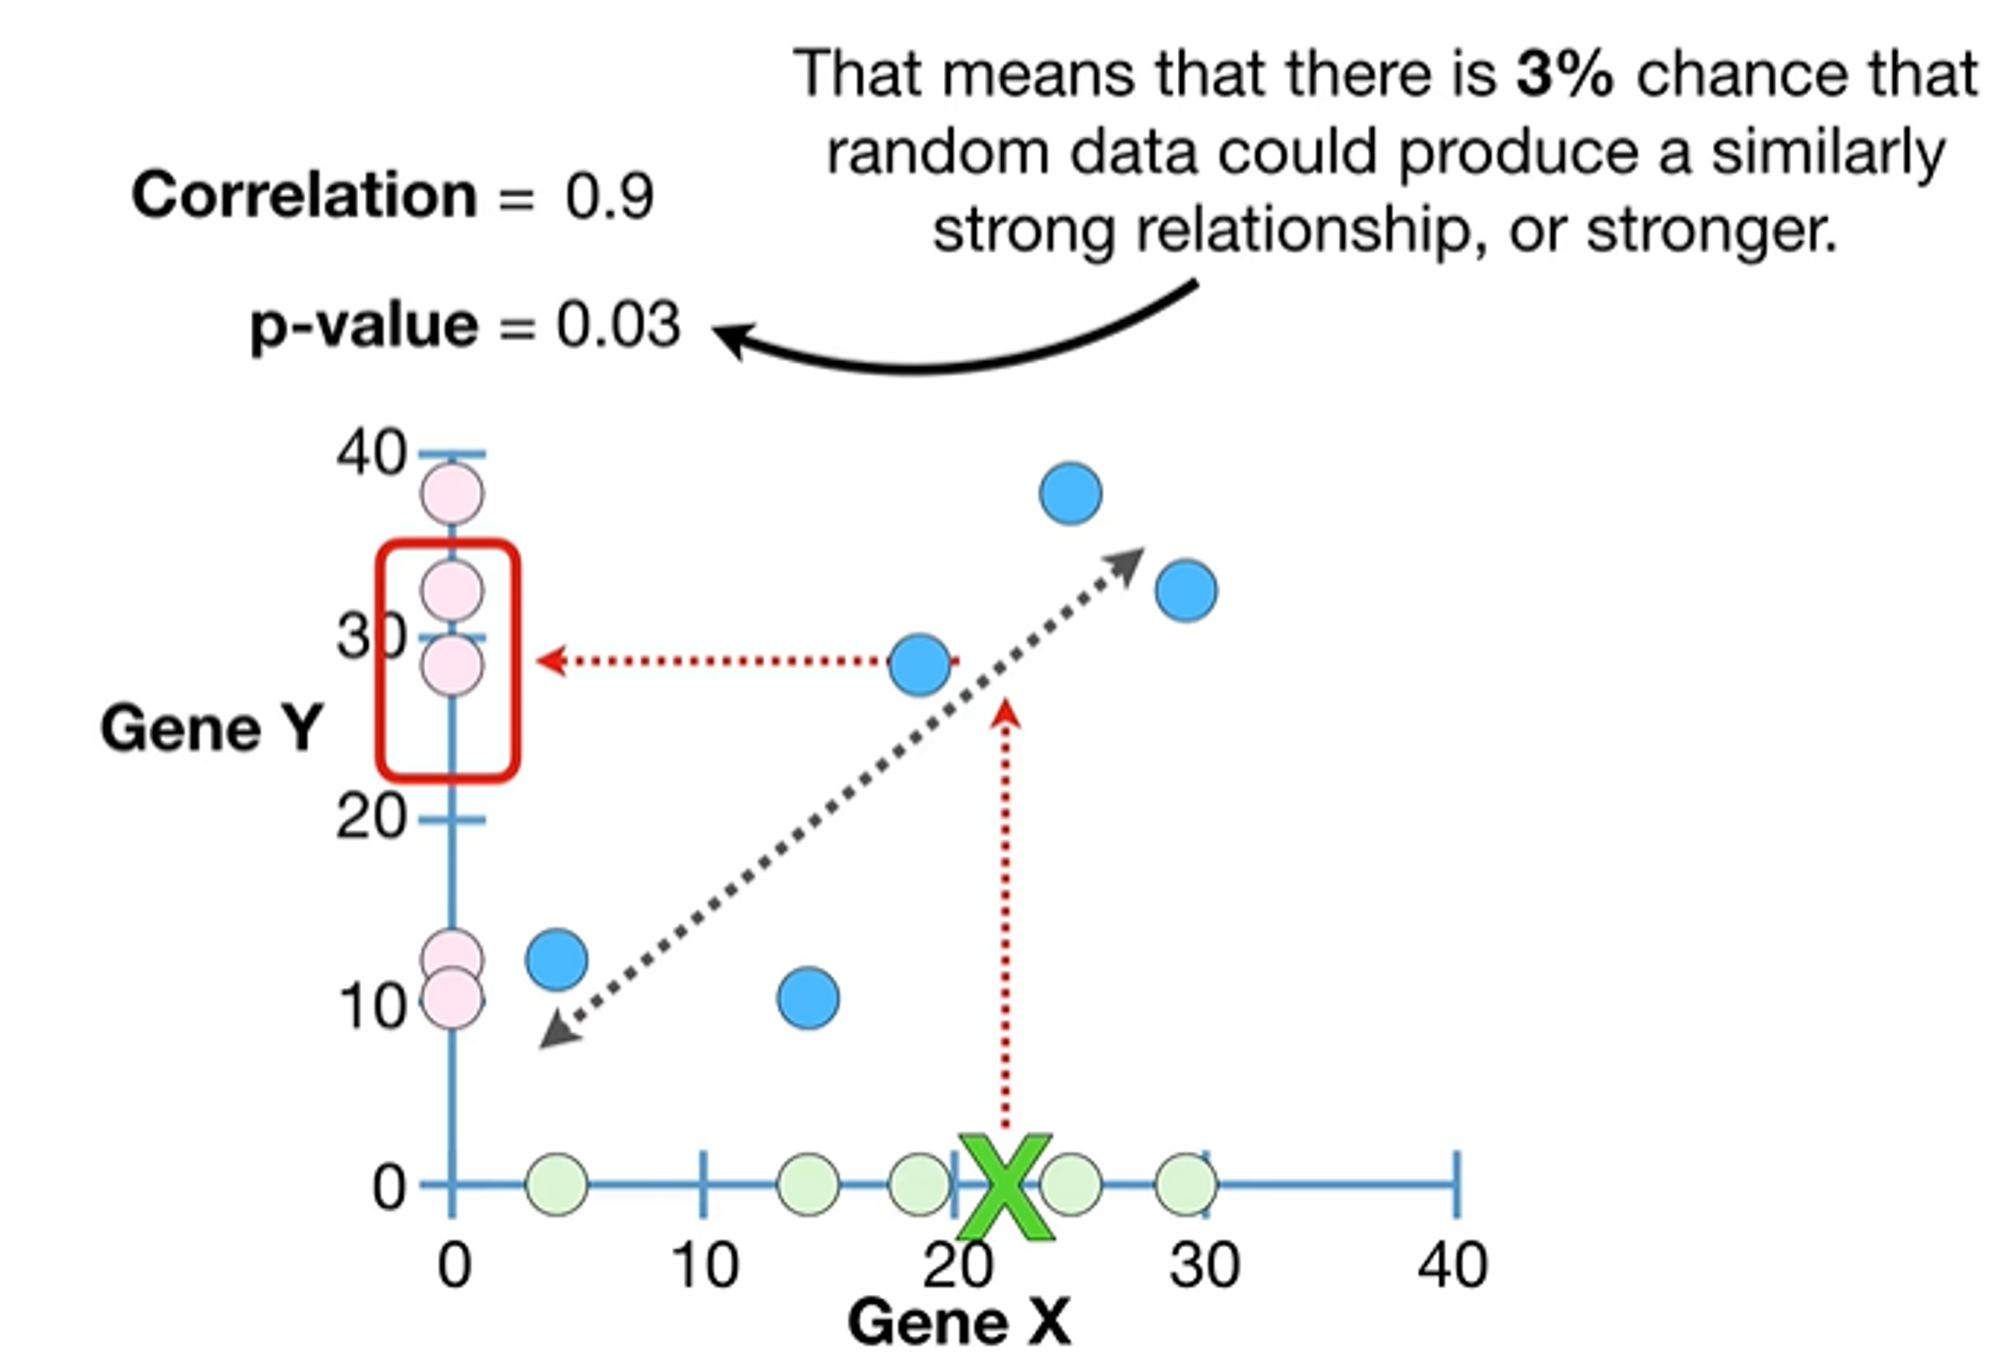 That means that there is 3% chance that
random data could produce a similarly
strong relationship, or stronger.
Correlation = 0.9
p-value = 0.03
40
30
Gene Y
20
10
0
X
0 10 20 30 40
Gene X